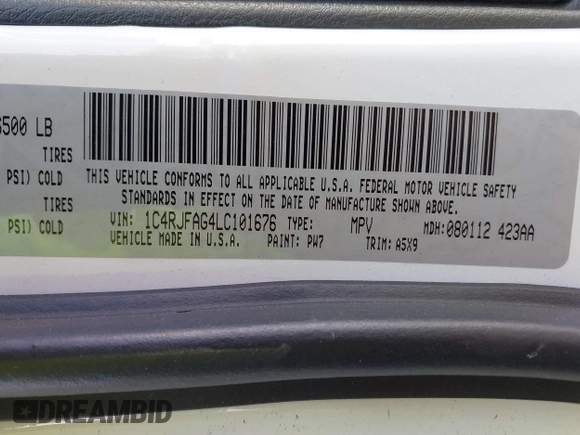 6500 LB
TIRES
PSI) COLD
TIRES
PSI) COLD
THIS VEHICLE CONFORMS TO ALL APPLICABLE U.S.A. FEDERAL MOTOR VEHICLE SAFETY
STANDARDS IN EFFECT ON THE DATE OF MANUFACTURE SHOWN ABOVE.
VIN: 1C4RJFAG4LC101676 TYPE: MPV MDH: 080112 423AA
VEHICLE MADE IN U.S.A. PAINT: PW7 TRIM: A5X9
DREAMBID